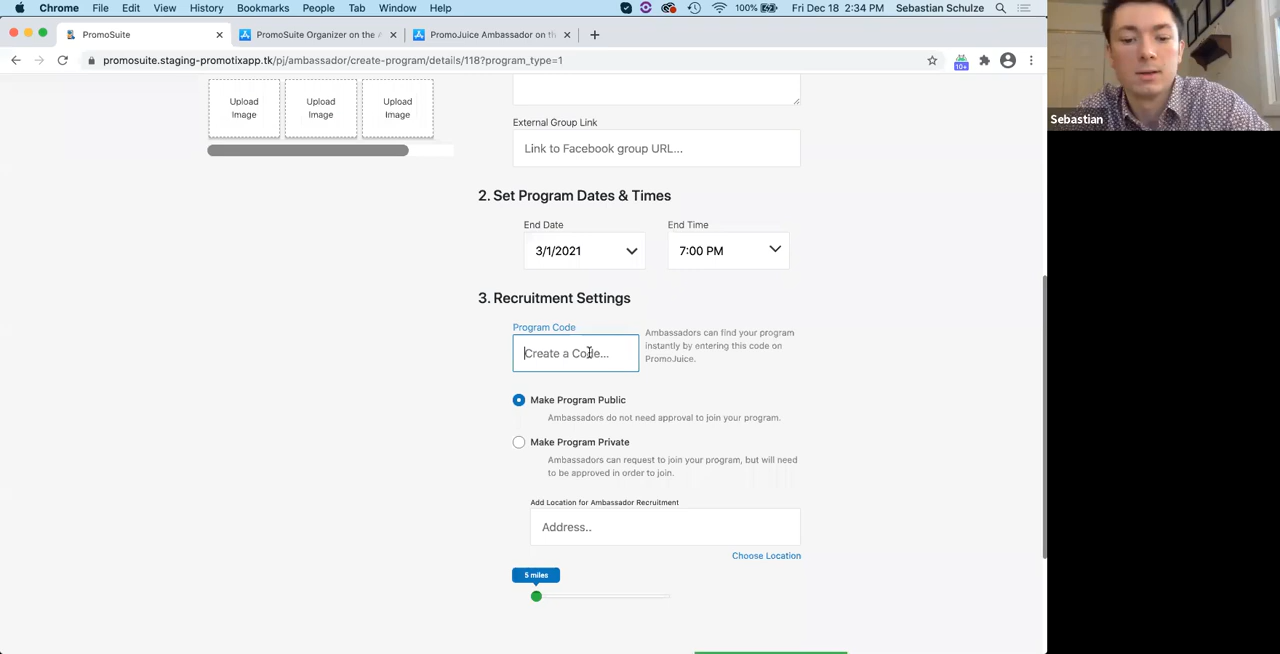 Chrome File Edit View History Bookmarks People Tab Window Help 100% Fri Dec 18 2:34 PM Sebastian Schulze
PromoSuite PromoSuite Organizer on the A PromoJuice Ambassador on th
promosuite.staging-promotixapp.tk/pj/ambassador/create-program/details/118?program_type=1
10+
Sebastian
Upload Image
Upload Image
Upload Image
External Group Link
Link to Facebook group URL...
2. Set Program Dates & Times
End Date End Time
3/1/2021 7:00 PM
3. Recruitment Settings
Program Code
Create a Code...
Ambassadors can find your program
instantly by entering this code on
PromoJuice.
Make Program Public
Ambassadors do not need approval to join your program.
Make Program Private
Ambassadors can request to join your program, but will need
to be approved in order to join.
Add Location for Ambassador Recruitment
Address..
Choose Location
5 miles